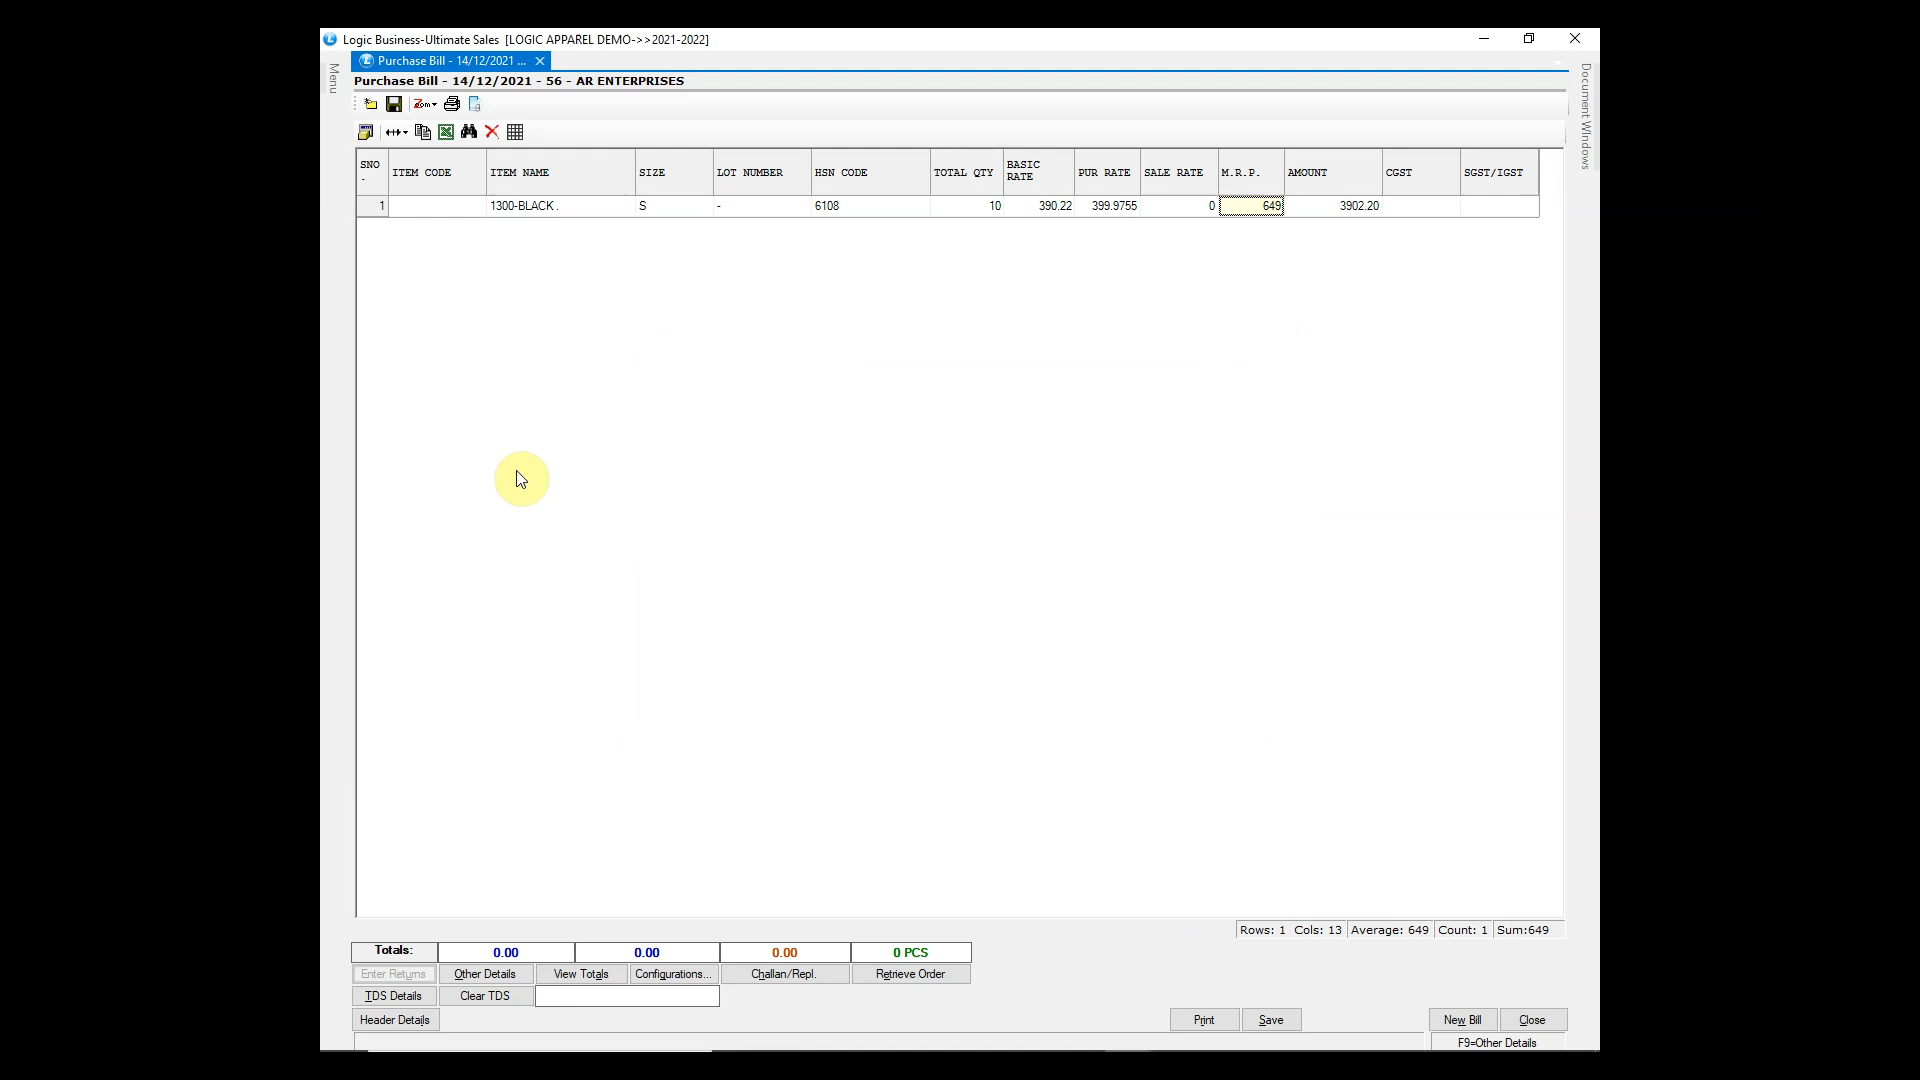 Logic Business-Ultimate Sales [LOGIC APPAREL DEMO->>2021-2022]
Menu
Purchase Bill - 14/12/2021 ...
Document Windows
Purchase Bill - 14/12/2021 - 56 - AR ENTERPRISES
Zoom
SNO. ITEM CODE ITEM NAME SIZE LOT NUMBER HSN CODE TOTAL QTY BASIC RATE PUR RATE SALE RATE M.R.P. AMOUNT CGST SGST/IGST
1 1300-BLACK . S - 6108 10 390.22 399.9755 0 649 3902.20
Rows: 1 Cols: 13 Average: 649 Count: 1 Sum:649
Totals: 0.00 0.00 0.00 0 PCS
Enter Returns Other Details View Totals Configurations... Challan/Repl. Retrieve Order
TDS Details Clear TDS
Header Details Print Save New Bill Close
F9=Other Details